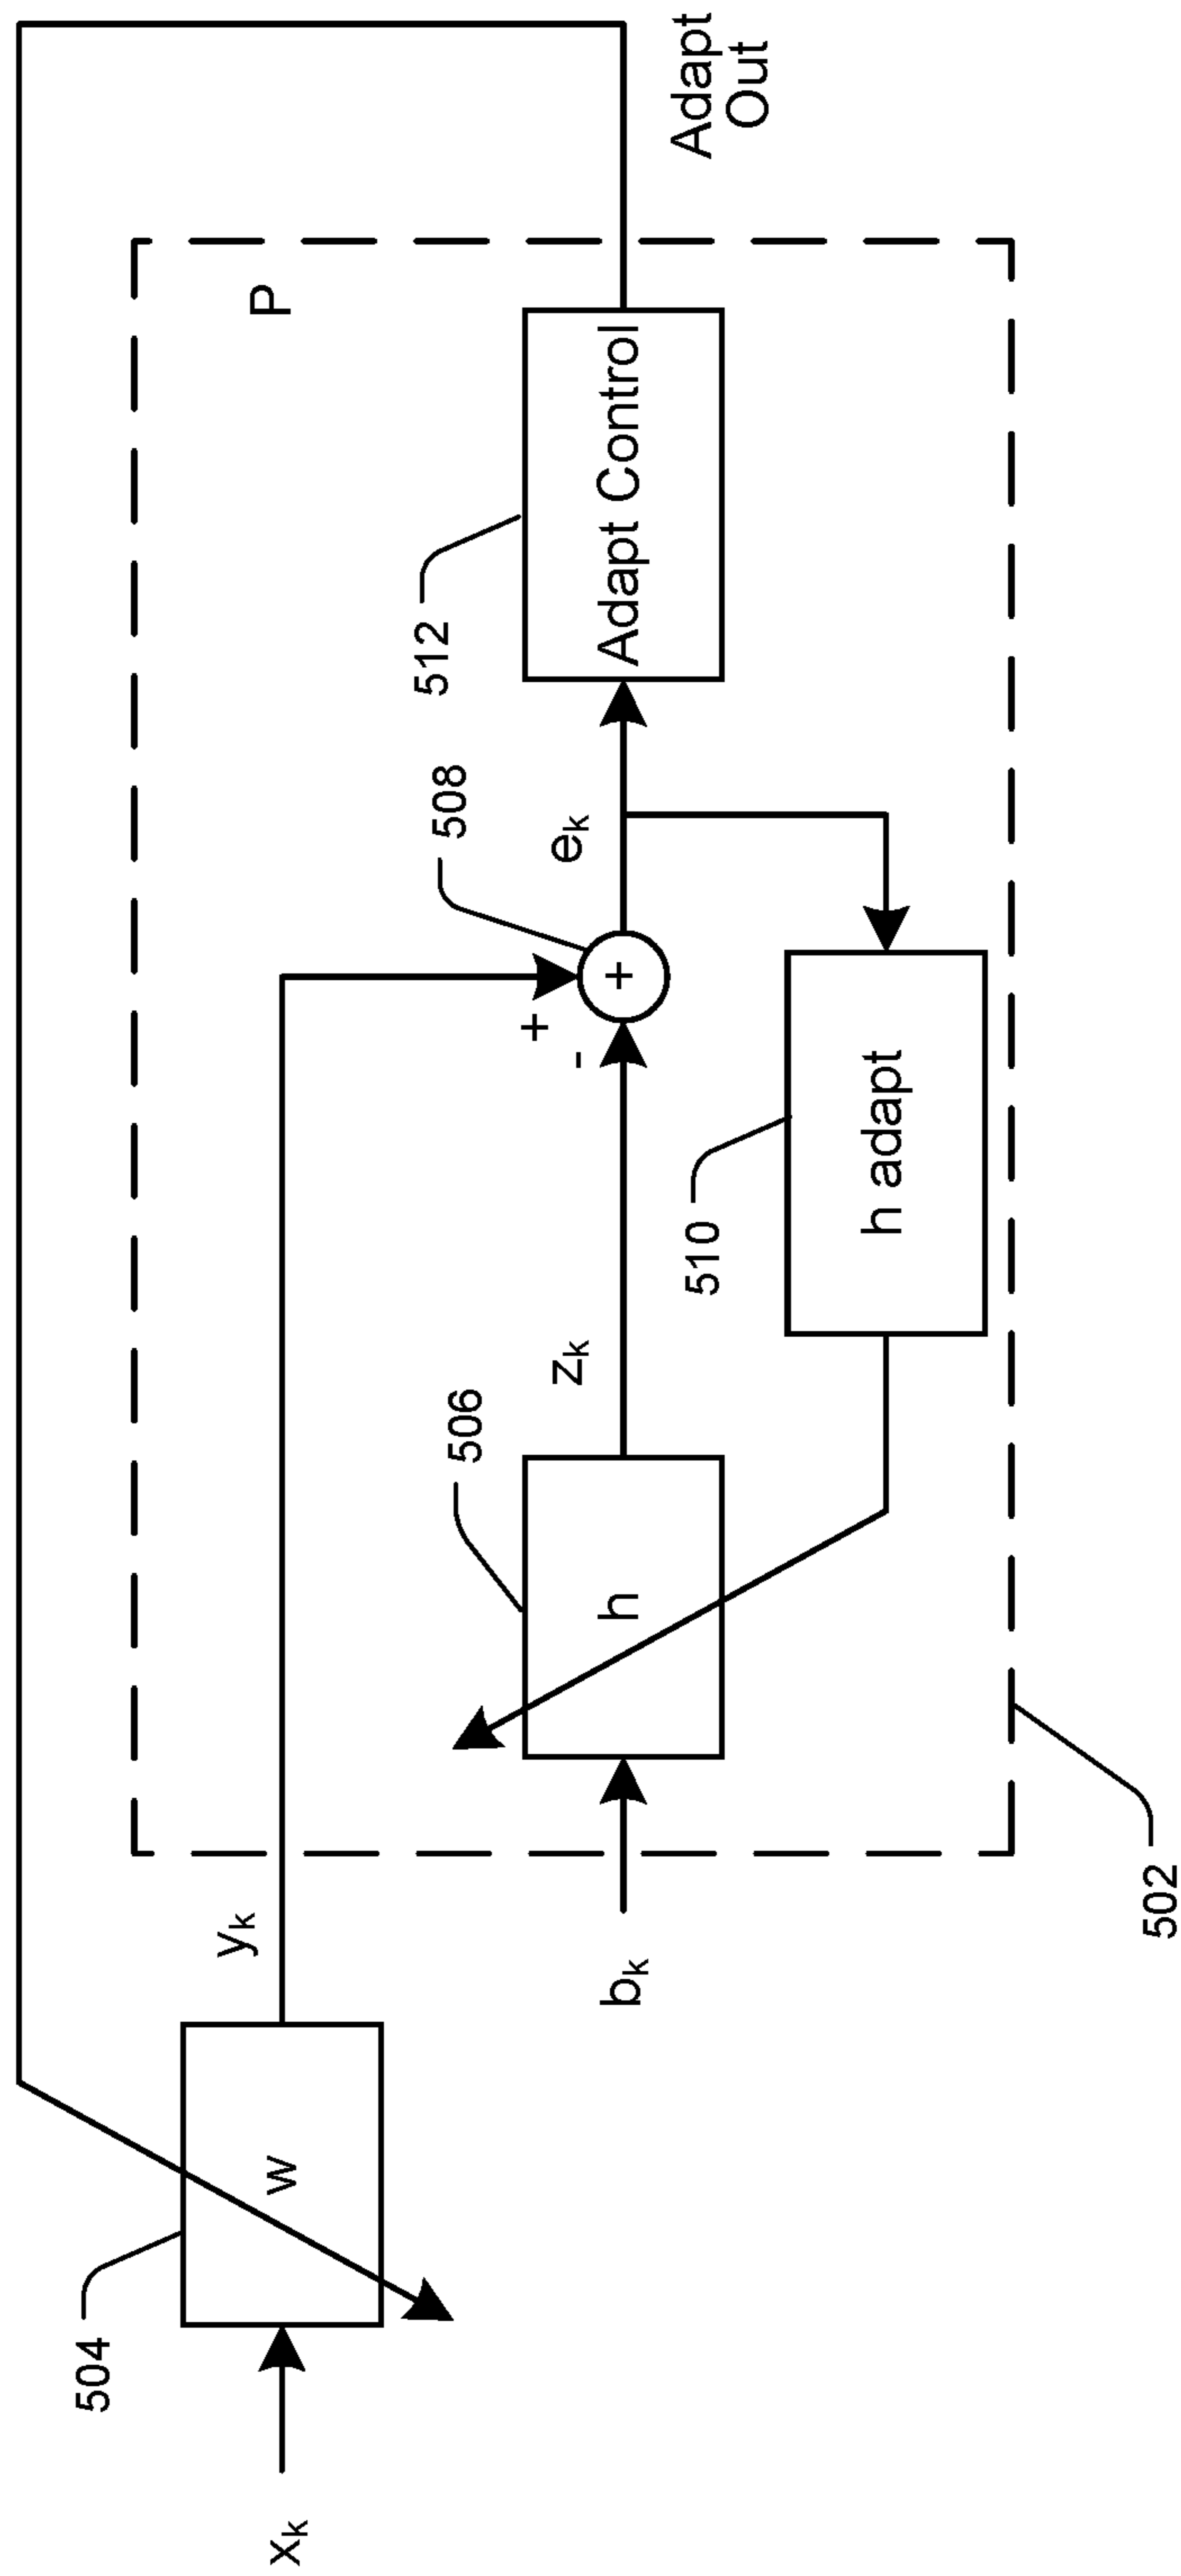 Adapt
Out
P
512
Adapt Control
508
e_k
+
+
-
510
h adapt
506
z_k
h
y_k
b_k
502
504
w
x_k